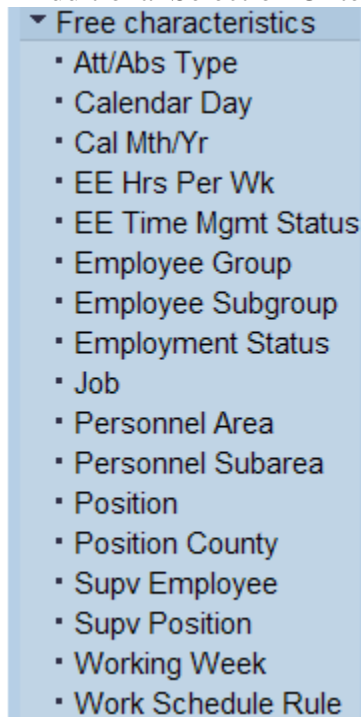 Free characteristics
Att/Abs Type
Calendar Day
Cal Mth/Yr
EE Hrs Per Wk
EE Time Mgmt Status
Employee Group
Employee Subgroup
Employment Status
Job
Personnel Area
Personnel Subarea
Position
Position County
Supv Employee
Supv Position
Working Week
Work Schedule Rule